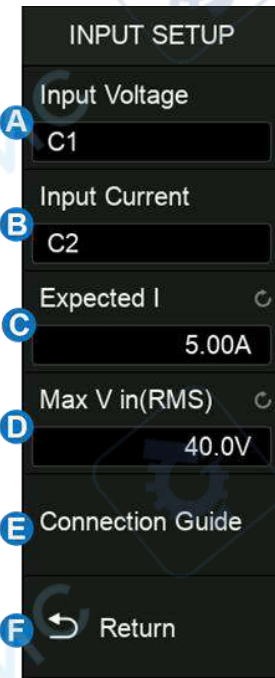 INPUT SETUP
Input Voltage
A
C1
Input Current
B
C2
Expected I
C
5.00A
Max V in(RMS)
D
40.0V
E Connection Guide
F Return